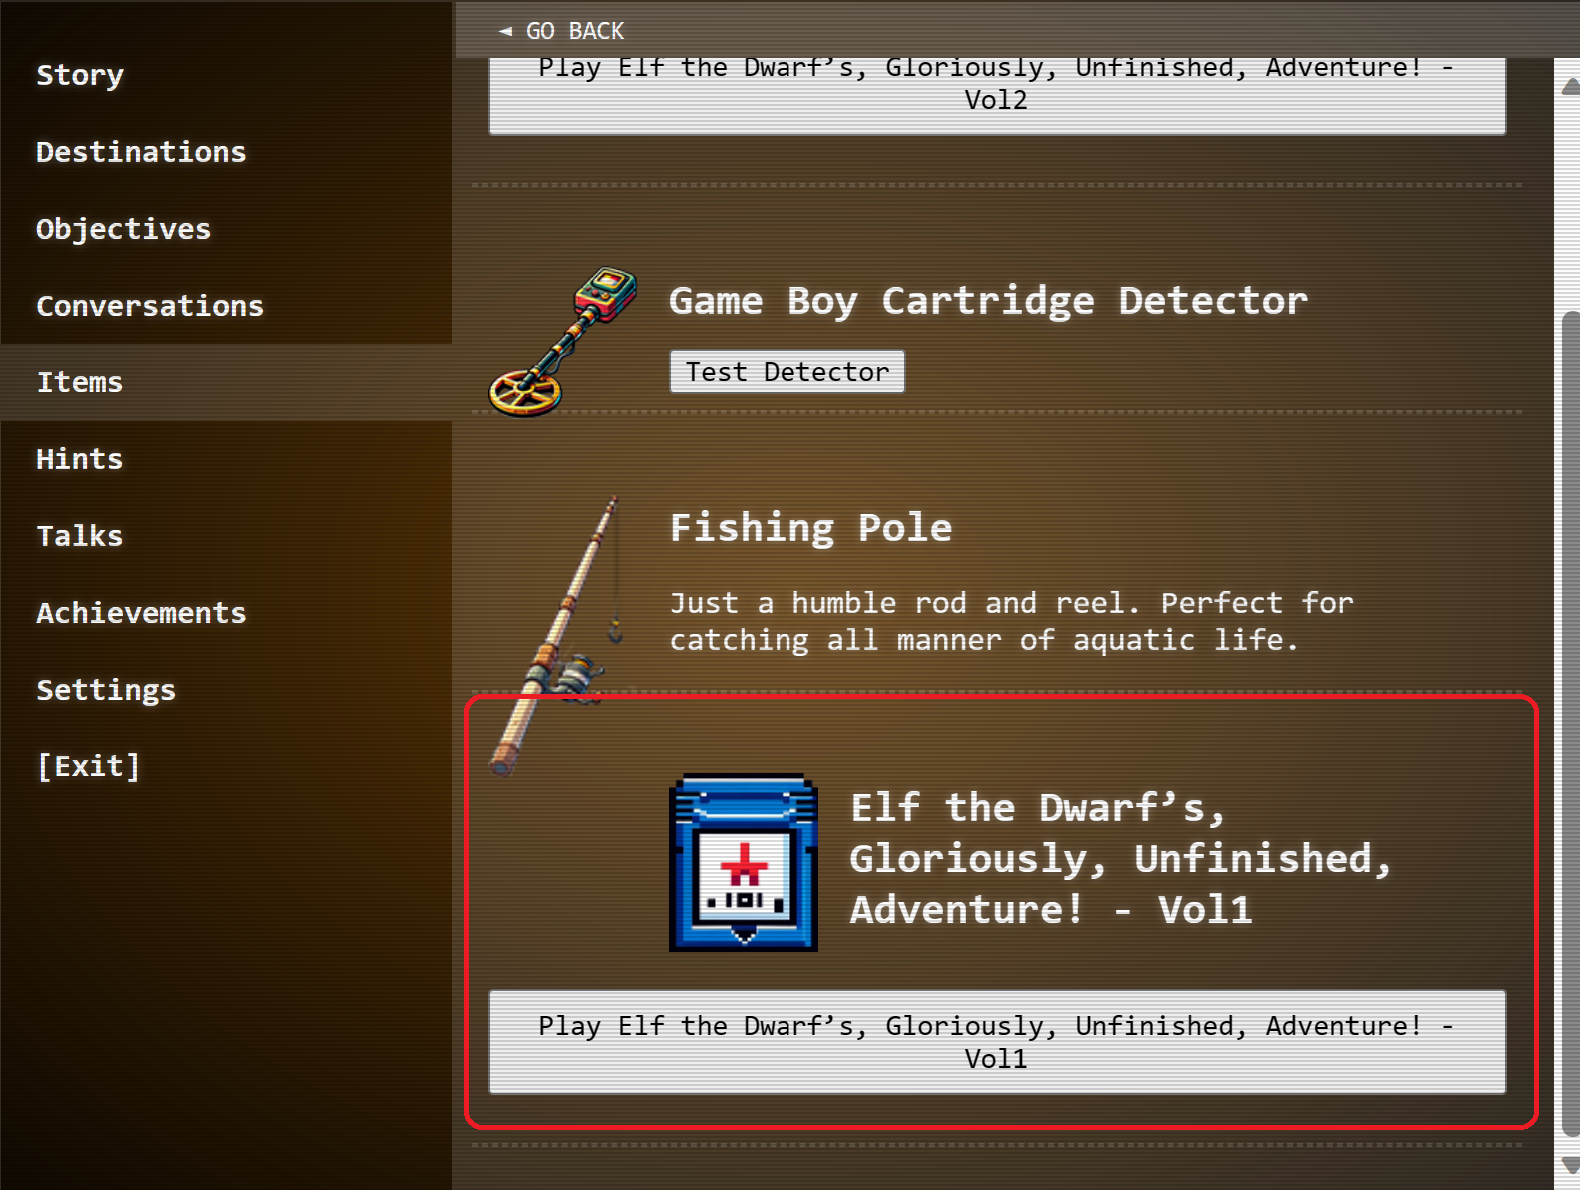 ◄ GO BACK
Story
Destinations
Objectives
Conversations
Items
Hints
Talks
Achievements
Settings
[Exit]
Play Elf the Dwarf’s, Gloriously, Unfinished, Adventure! -
Vol2
Game Boy Cartridge Detector
Test Detector
Fishing Pole
Just a humble rod and reel. Perfect for
catching all manner of aquatic life.
Elf the Dwarf’s,
Gloriously, Unfinished,
Adventure! - Vol1
Play Elf the Dwarf’s, Gloriously, Unfinished, Adventure! -
Vol1